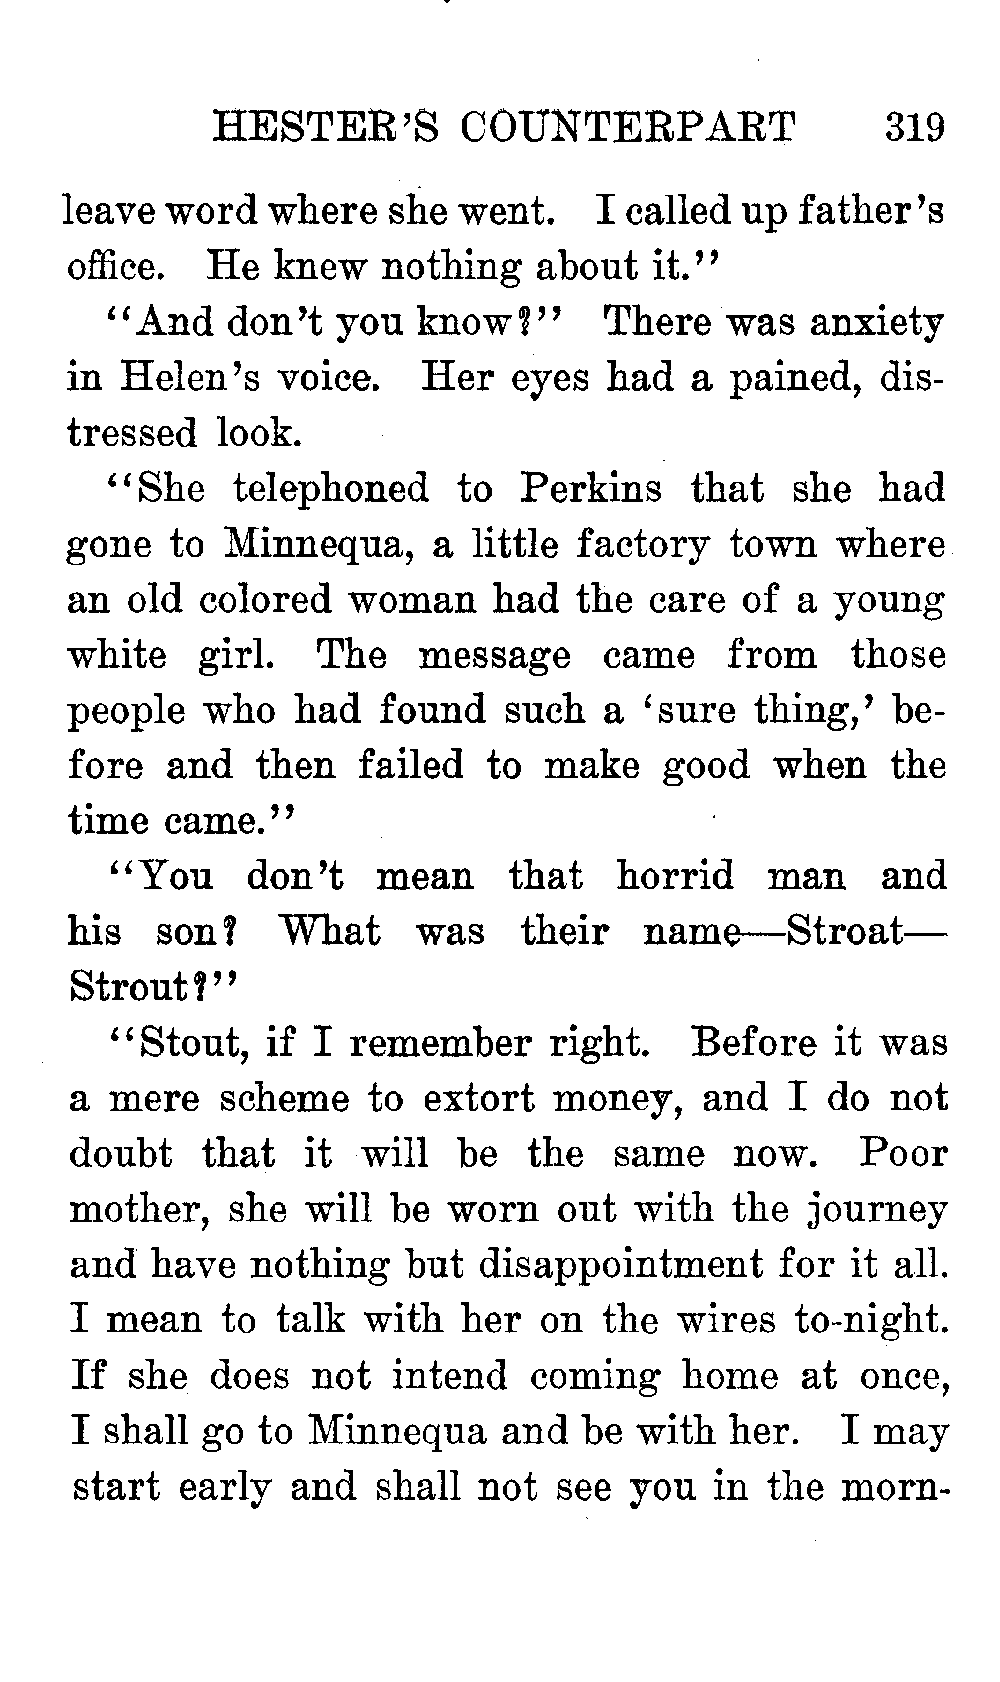 HESTER'S COUNTERPART 319
leave word where she went. I called up father's
office. He knew nothing about it."
"And don't you know?" There was anxiety
in Helen's voice. Her eyes had a pained, dis-
tressed look.
"She telephoned to Perkins that she had
gone to Minnequa, a little factory town where
an old colored woman had the care of a young
white girl. The message came from those
people who had found such a 'sure thing,' be-
fore and then failed to make good when the
time came."
"You don't mean that horrid man and
his son? What was their name—Stroat—
Strout?"
"Stout, if I remember right. Before it was
a mere scheme to extort money, and I do not
doubt that it will be the same now. Poor
mother, she will be worn out with the journey
and have nothing but disappointment for it all.
I mean to talk with her on the wires to-night.
If she does not intend coming home at once,
I shall go to Minnequa and be with her. I may
start early and shall not see you in the morn-